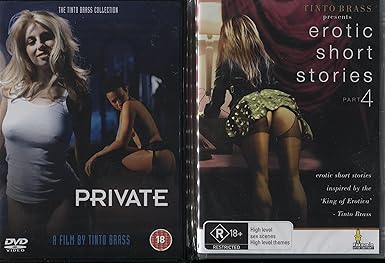 THE TINTO BRASS COLLECTION
PRIVATE
A FILM BY TINTO BRASS
DVD
VIDEO
18
TINTO BRASS
presents
erotic
short
stories
PART 4
erotic short stories
inspired by the
'King of Erotica'
- Tinto Brass
R 18+
RESTRICTED
High level
sex scenes
High level themes